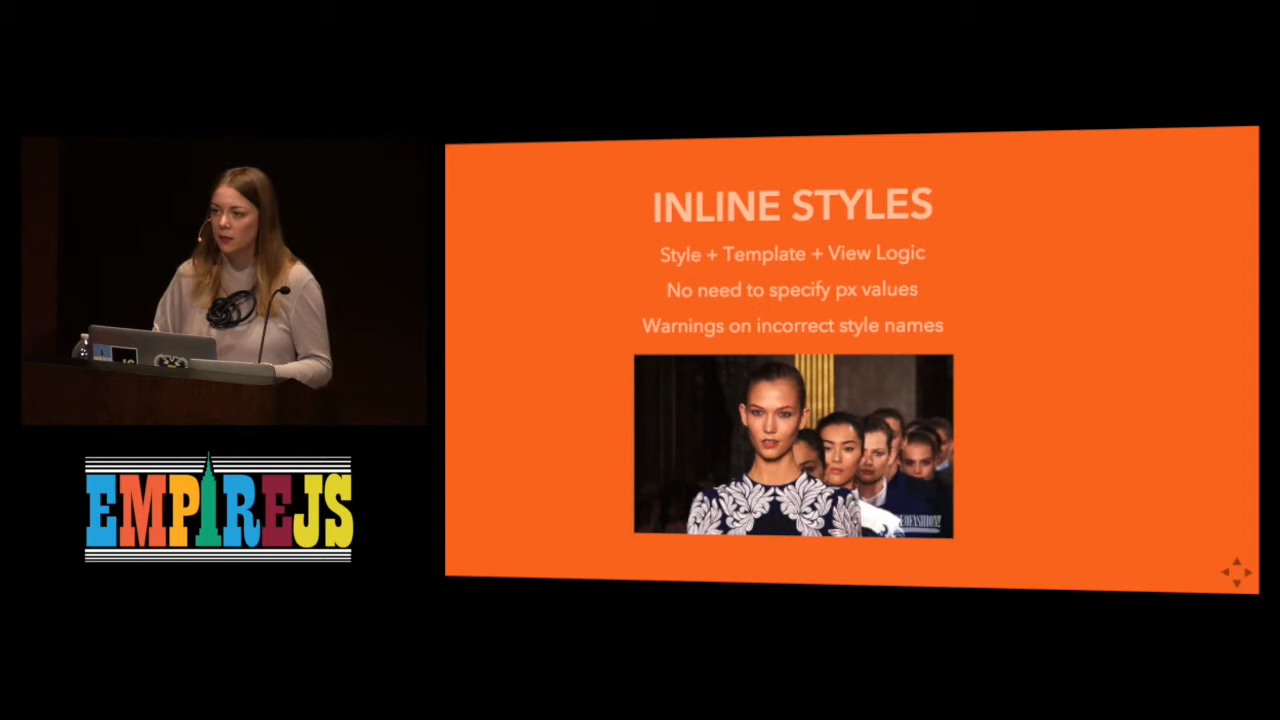 INLINE STYLES
Style + Template + View Logic
No need to specify px values
Warnings on incorrect style names
EMPIREJS